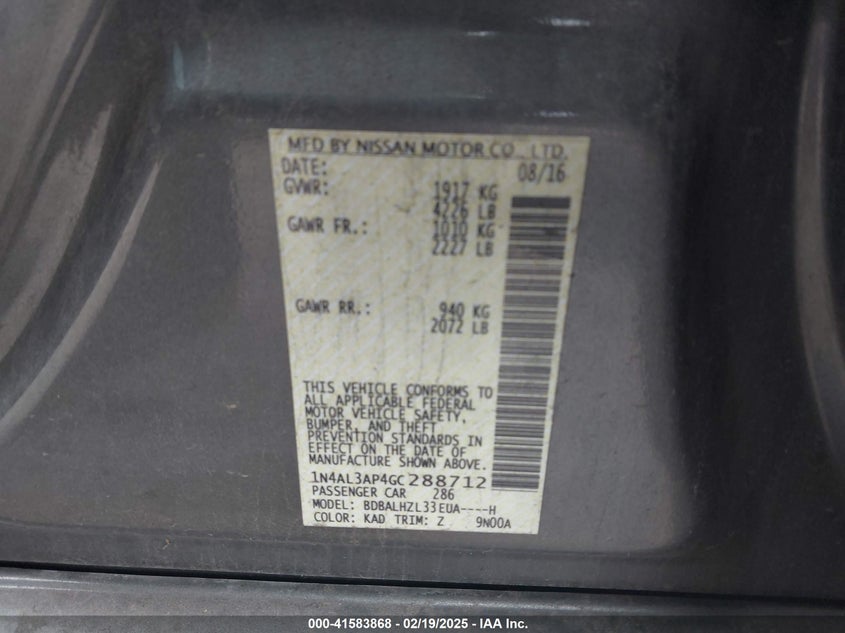 MFD BY NISSAN MOTOR CO., LTD.
DATE: 08/16
GVWR: 1917 KG
4226 LB
GAWR FR.: 1010 KG
2227 LB
GAWR RR.: 940 KG
2072 LB
THIS VEHICLE CONFORMS TO
ALL APPLICABLE FEDERAL
MOTOR VEHICLE SAFETY,
BUMPER, AND THEFT
PREVENTION STANDARDS IN
EFFECT ON THE DATE OF
MANUFACTURE SHOWN ABOVE.
1N4AL3AP4GC288712
PASSENGER CAR 286
MODEL: BDBALHZL33EUA----H
COLOR: KAD TRIM: Z 9N00A
000-41583868 - 02/19/2025 - IAA Inc.